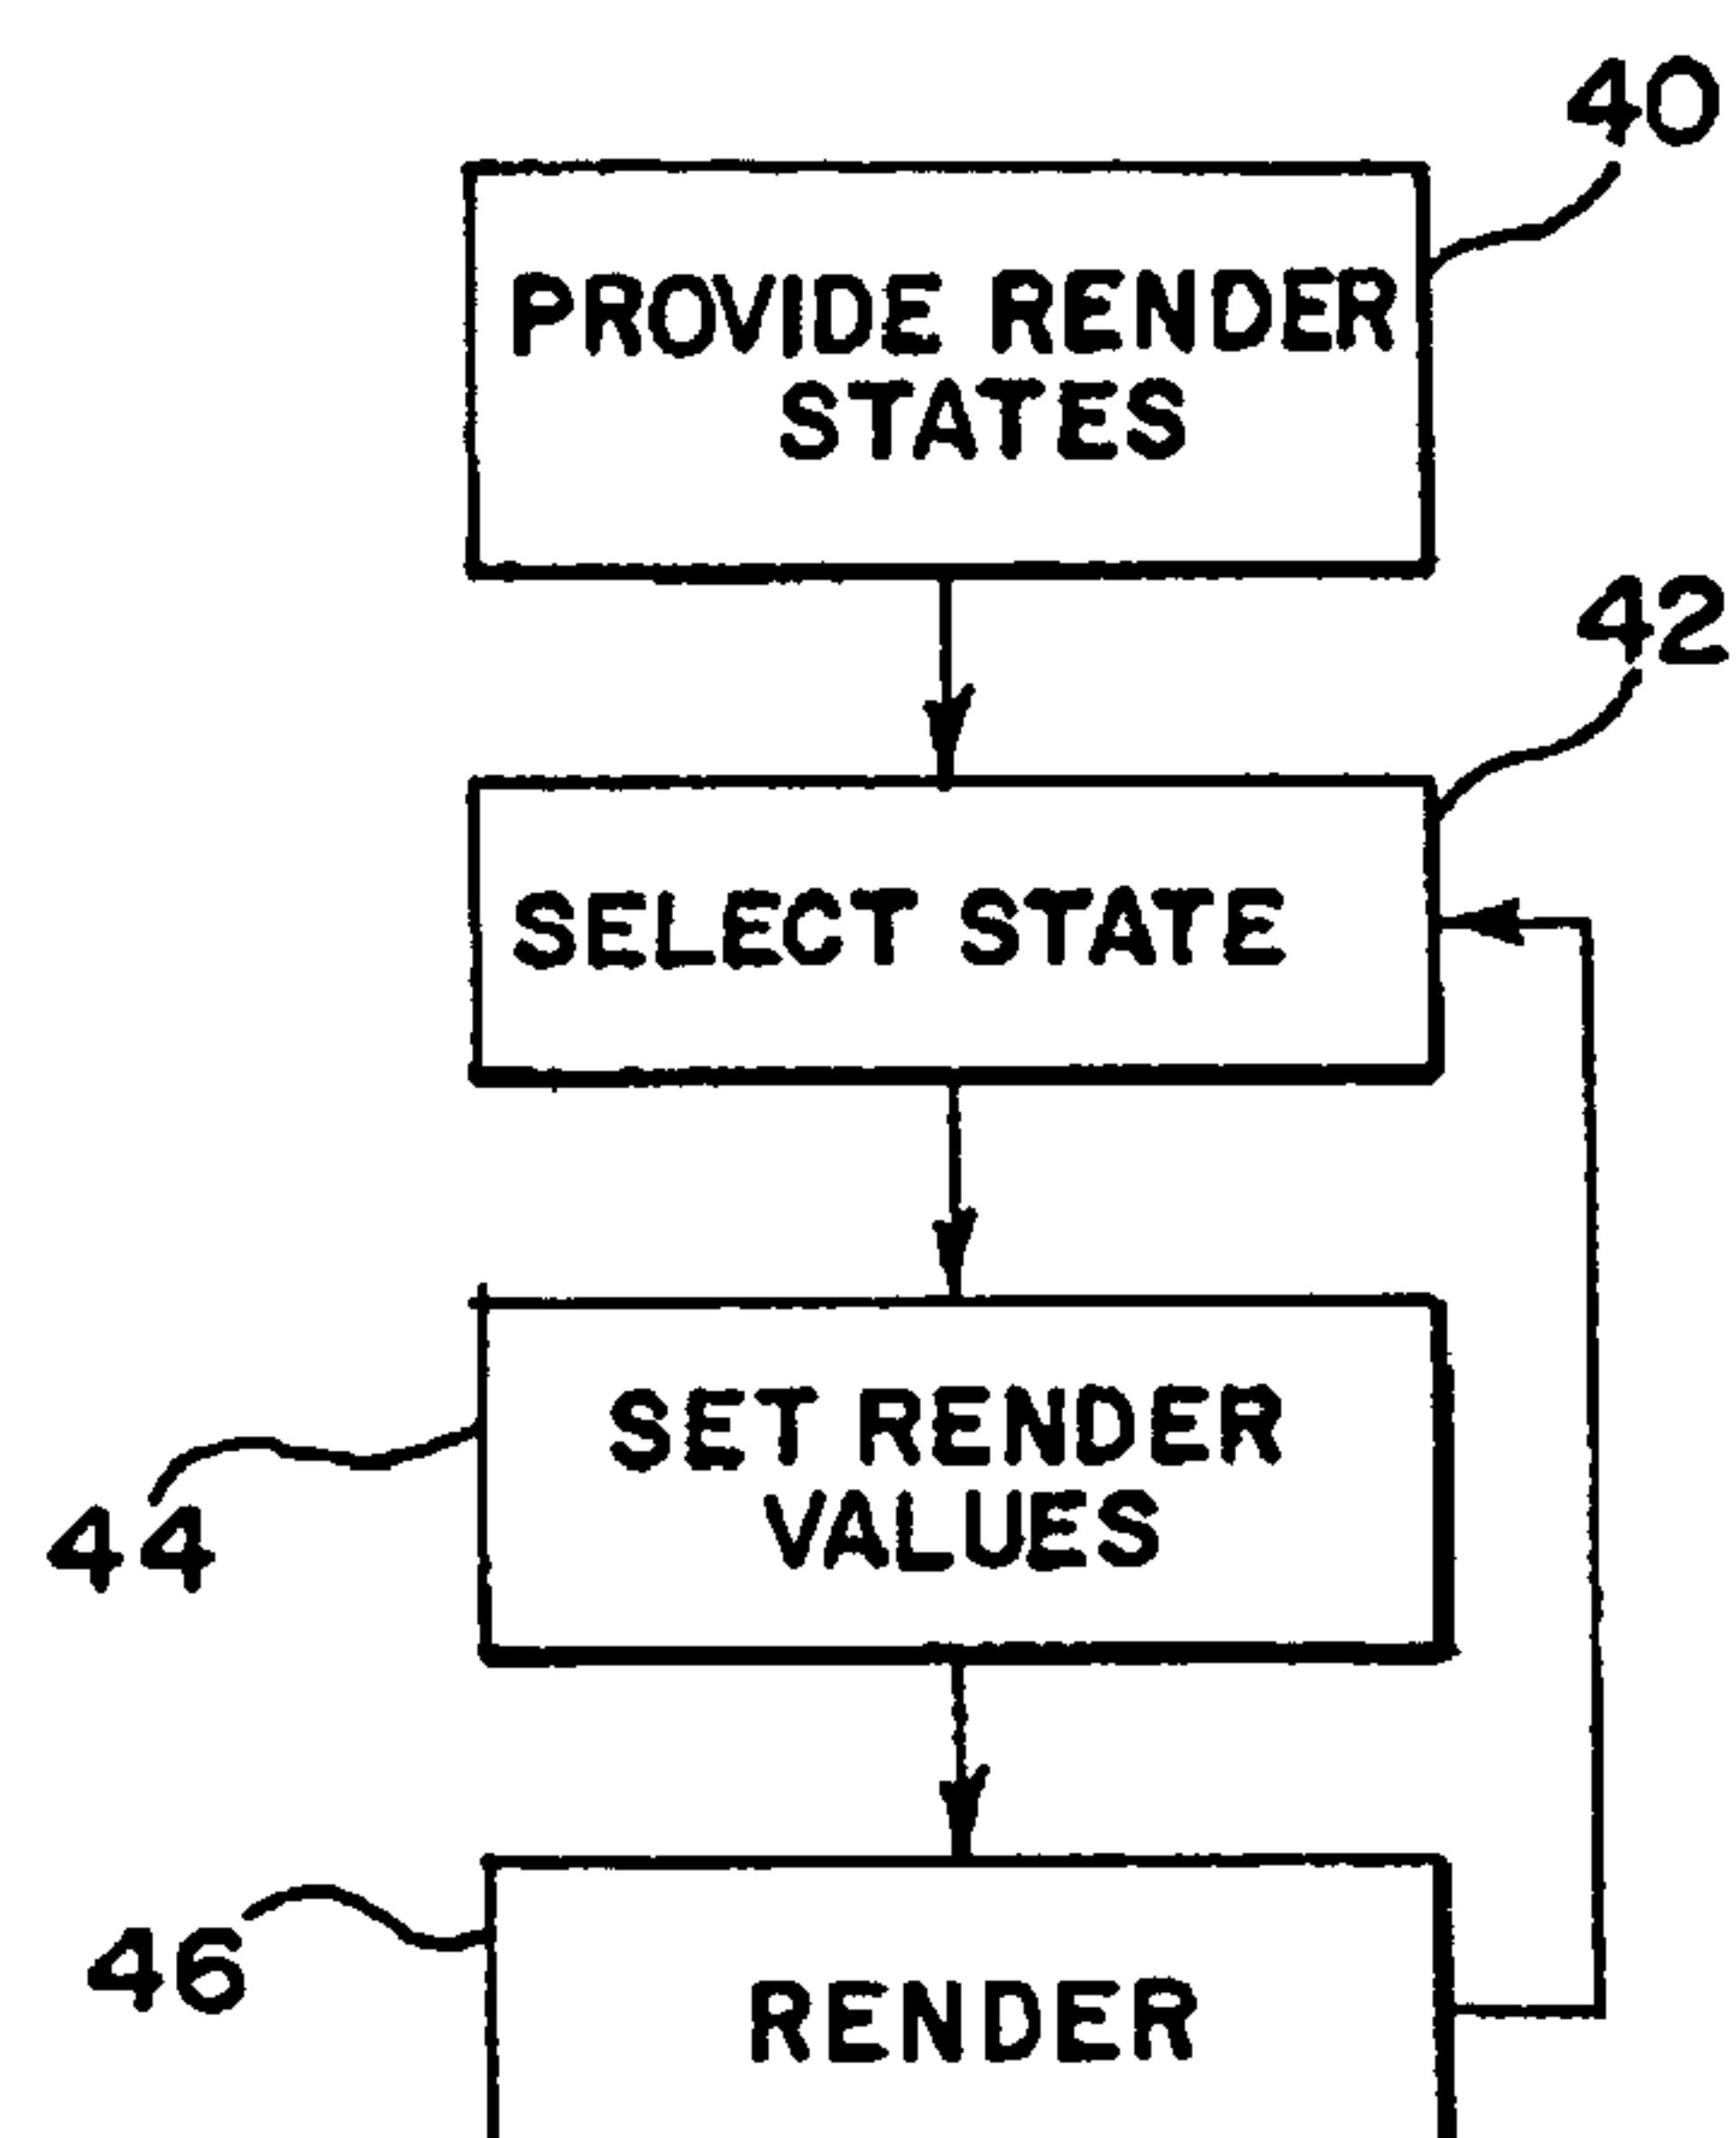 40
PROVIDE RENDER
STATES
42
SELECT STATE
SET RENDER
VALUES
44
46
RENDER